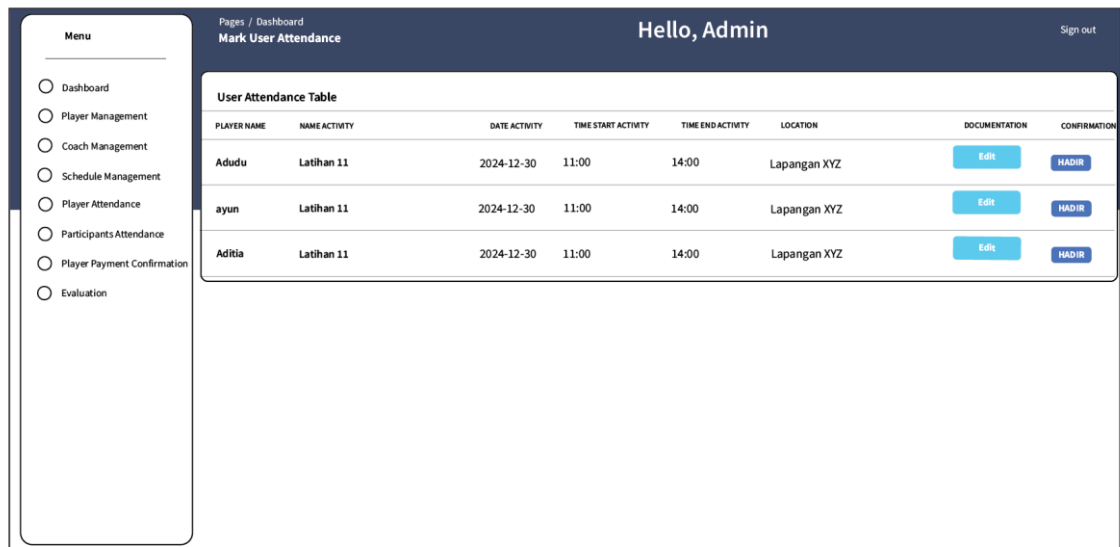 Menu
Dashboard
Player Management
Coach Management
Schedule Management
Player Attendance
Participants Attendance
Player Payment Confirmation
Evaluation
Pages / Dashboard
Mark User Attendance
Hello, Admin
Sign out
User Attendance Table
PLAYER NAME NAME ACTIVITY DATE ACTIVITY TIME START ACTIVITY TIME END ACTIVITY LOCATION DOCUMENTATION CONFIRMATION
Adudu Latihan 11 2024-12-30 11:00 14:00 Lapangan XYZ Edit HADIR
ayun Latihan 11 2024-12-30 11:00 14:00 Lapangan XYZ Edit HADIR
Aditia Latihan 11 2024-12-30 11:00 14:00 Lapangan XYZ Edit HADIR